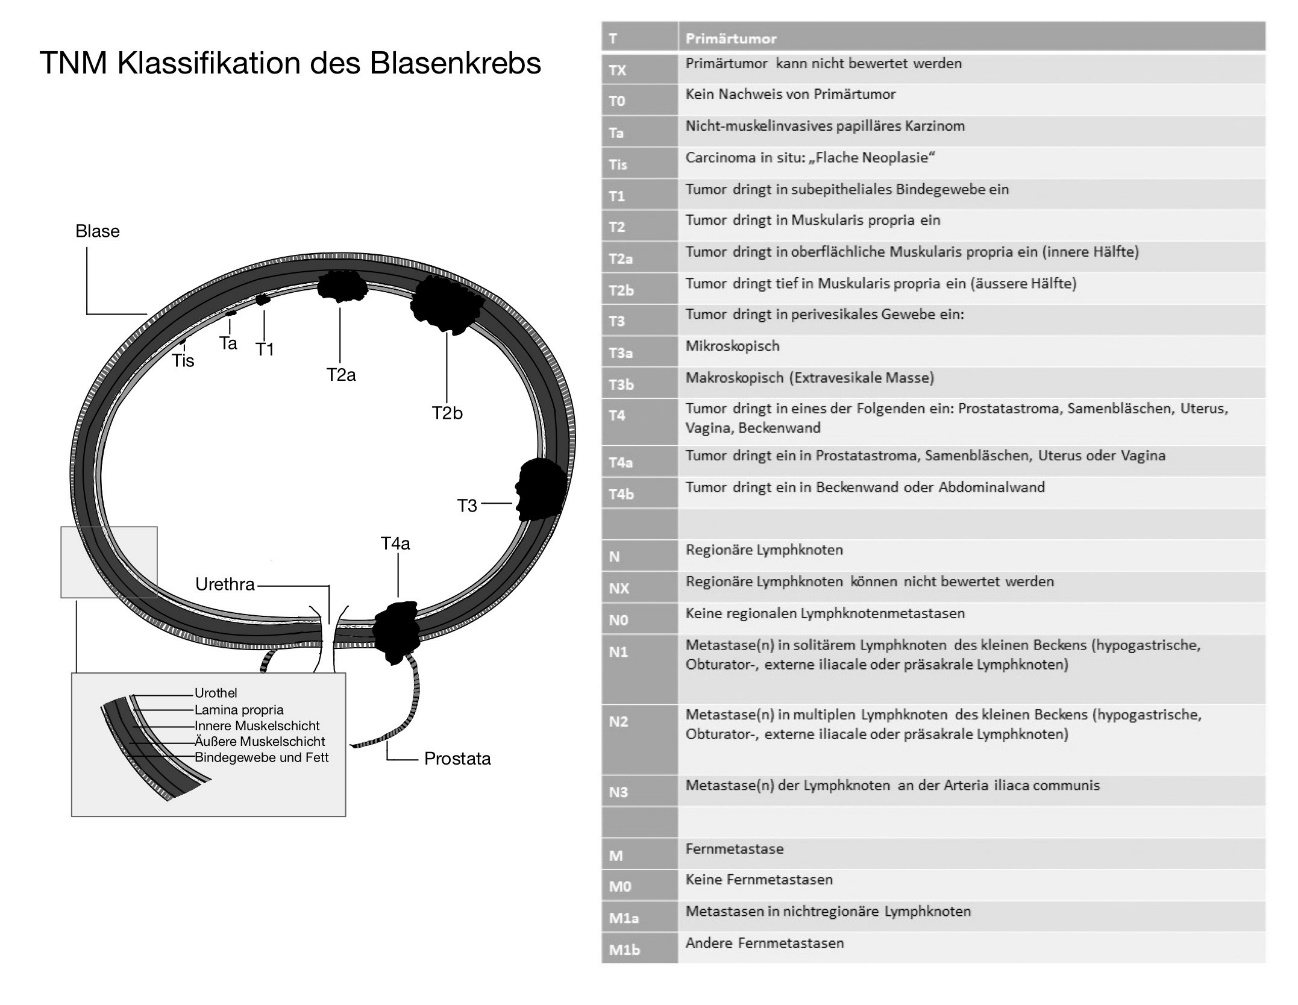 TNM Klassifikation des Blasenkrebs
Blase
Tis
Ta
T1
T2a
T2b
T3
T4a
Urethra
Prostata
Urothel
Lamina propria
Innere Muskelschicht
Äußere Muskelschicht
Bindegewebe und Fett
T Primärtumor
TX Primärtumor kann nicht bewertet werden
T0 Kein Nachweis von Primärtumor
Ta Nicht-muskelinvasives papilläres Karzinom
Tis Carcinoma in situ: „Flache Neoplasie“
T1 Tumor dringt in subepitheliales Bindegewebe ein
T2 Tumor dringt in Muskularis propria ein
T2a Tumor dringt in oberflächliche Muskularis propria ein (innere Hälfte)
T2b Tumor dringt tief in Muskularis propria ein (äussere Hälfte)
T3 Tumor dringt in perivesikales Gewebe ein:
T3a Mikroskopisch
T3b Makroskopisch (Extravesikale Masse)
T4 Tumor dringt in eines der Folgenden ein: Prostatastroma, Samenbläschen, Uterus,
Vagina, Beckenwand
T4a Tumor dringt ein in Prostatastroma, Samenbläschen, Uterus oder Vagina
T4b Tumor dringt ein in Beckenwand oder Abdominalwand
N Regionäre Lymphknoten
NX Regionäre Lymphknoten können nicht bewertet werden
N0 Keine regionalen Lymphknotenmetastasen
N1 Metastase(n) in solitärem Lymphknoten des kleinen Beckens (hypogastrische,
Obturator-, externe iliacale oder präsakrale Lymphknoten)
N2 Metastase(n) in multiplen Lymphknoten des kleinen Beckens (hypogastrische,
Obturator-, externe iliacale oder präsakrale Lymphknoten)
N3 Metastase(n) der Lymphknoten an der Arteria iliaca communis
M Fernmetastase
M0 Keine Fernmetastasen
M1a Metastasen in nichtregionäre Lymphknoten
M1b Andere Fernmetastasen